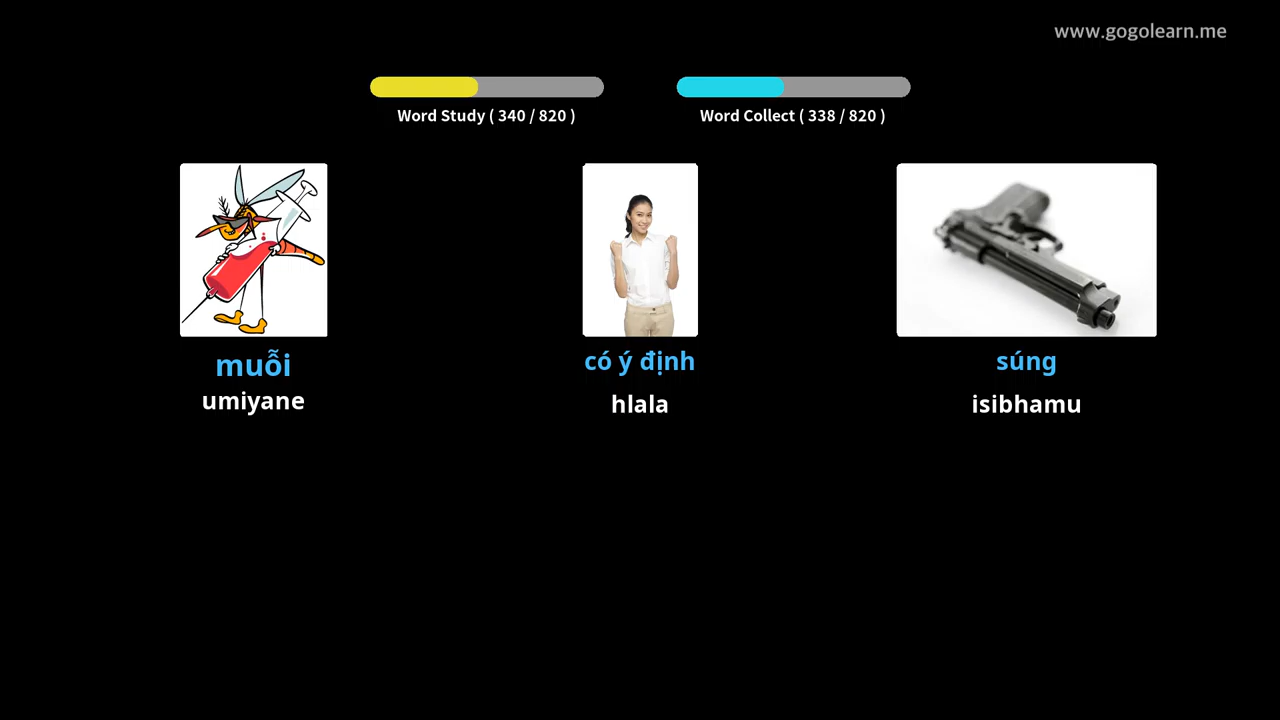 www.gogolearn.me
Word Study ( 340 / 820 )
Word Collect ( 338 / 820 )
muỗi
umiyane
có ý định
hlala
súng
isibhamu